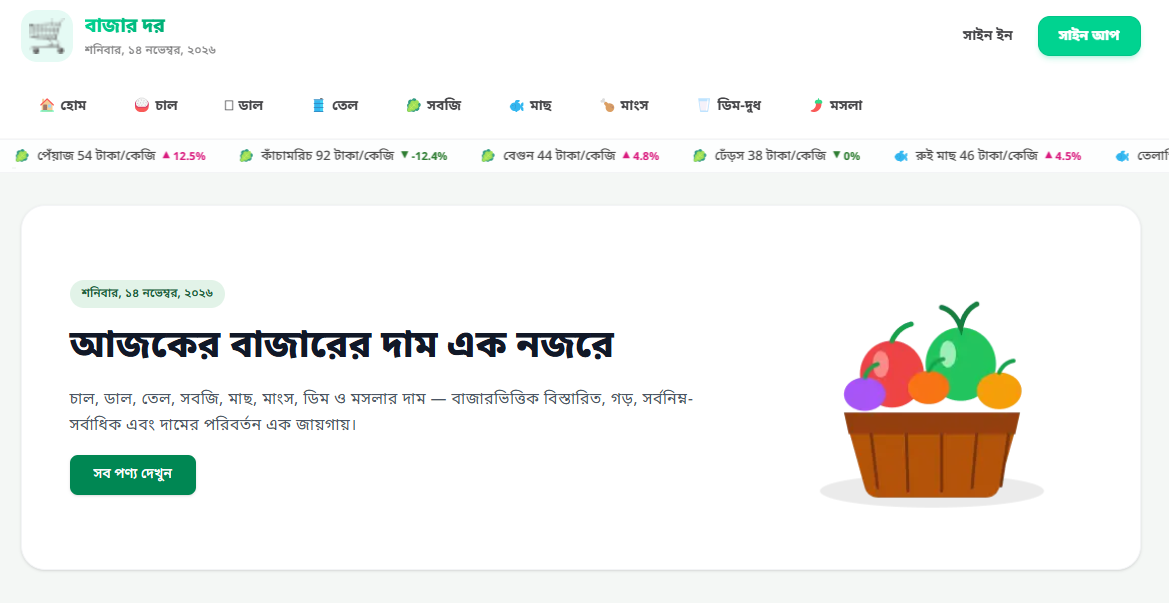 বাজার দর
শনিবার, ১৪ নভেম্বর, ২০২৬
সাইন ইন
সাইন আপ
হোম চাল ডাল তেল সবজি মাছ মাংস ডিম-দুধ মসলা
পেঁয়াজ 54 টাকা/কেজি ▲ 12.5% কাঁচামরিচ 92 টাকা/কেজি ▼ -12.4% বেগুন 44 টাকা/কেজি ▲ 4.8% ঢেঁড়স 38 টাকা/কেজি ▼ 0% রুই মাছ 46 টাকা/কেজি ▲ 4.5%
শনিবার, ১৪ নভেম্বর, ২০২৬
আজকের বাজারের দাম এক নজরে
চাল, ডাল, তেল, সবজি, মাছ, মাংস, ডিম ও মসলার দাম — বাজারভিত্তিক বিস্তারিত, গড়, সর্বনিম্ন-
সর্বাধিক এবং দামের পরিবর্তন এক জায়গায়।
সব পণ্য দেখুন